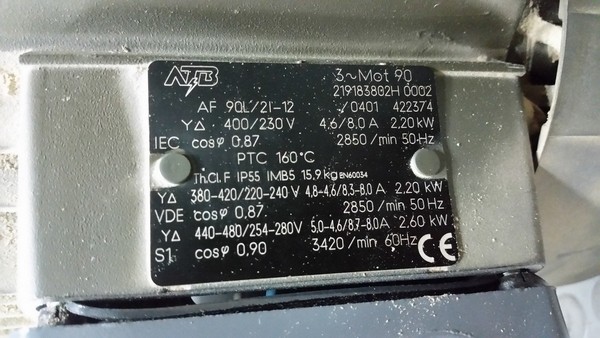 ATB
3~Mot 90
219183802H 0002
AF 90L/2I-12 /0401 422374
YΔ 400/230 V 4.6/8.0 A 2.20 kW
IEC cosφ 0.87 2850 /min 50 Hz
PTC 160°C
Th.Cl.F IP55 IMB5 15.9 kg EN60034
YΔ 380-420/220-240 V 4.8-4.6/8.3-8.0 A 2.20 kW
VDE cosφ 0.87 2850 /min 50 Hz
YΔ 440-480/254-280V 5.0-4.6/8.7-8.0A 2.60 kW
S1 cosφ 0.90 3420 /min 60Hz CE